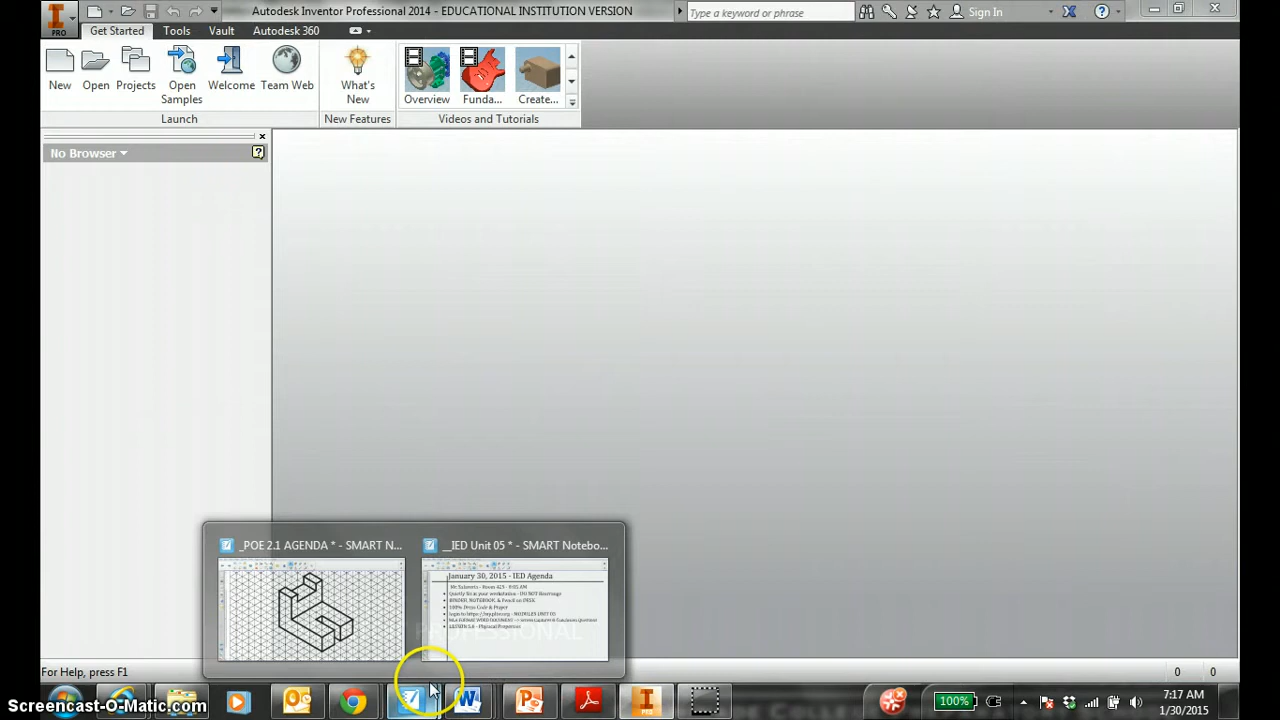 Autodesk Inventor Professional 2014 - EDUCATIONAL INSTITUTION VERSION
Type a keyword or phrase
Sign In
PRO
Get Started
Tools
Vault
Autodesk 360
New
Open
Projects
Open Samples
Welcome
Team Web
What's New
Overview
Funda...
Create...
Launch
New Features
Videos and Tutorials
No Browser
_POE 2.1 AGENDA * - SMART N...
__IED Unit 05 * - SMART Notebo...
January 30, 2015 - IED Agenda
PROFESSIONAL
For Help, press F1
0
0
100%
7:17 AM
1/30/2015
Screencast-O-Matic.com